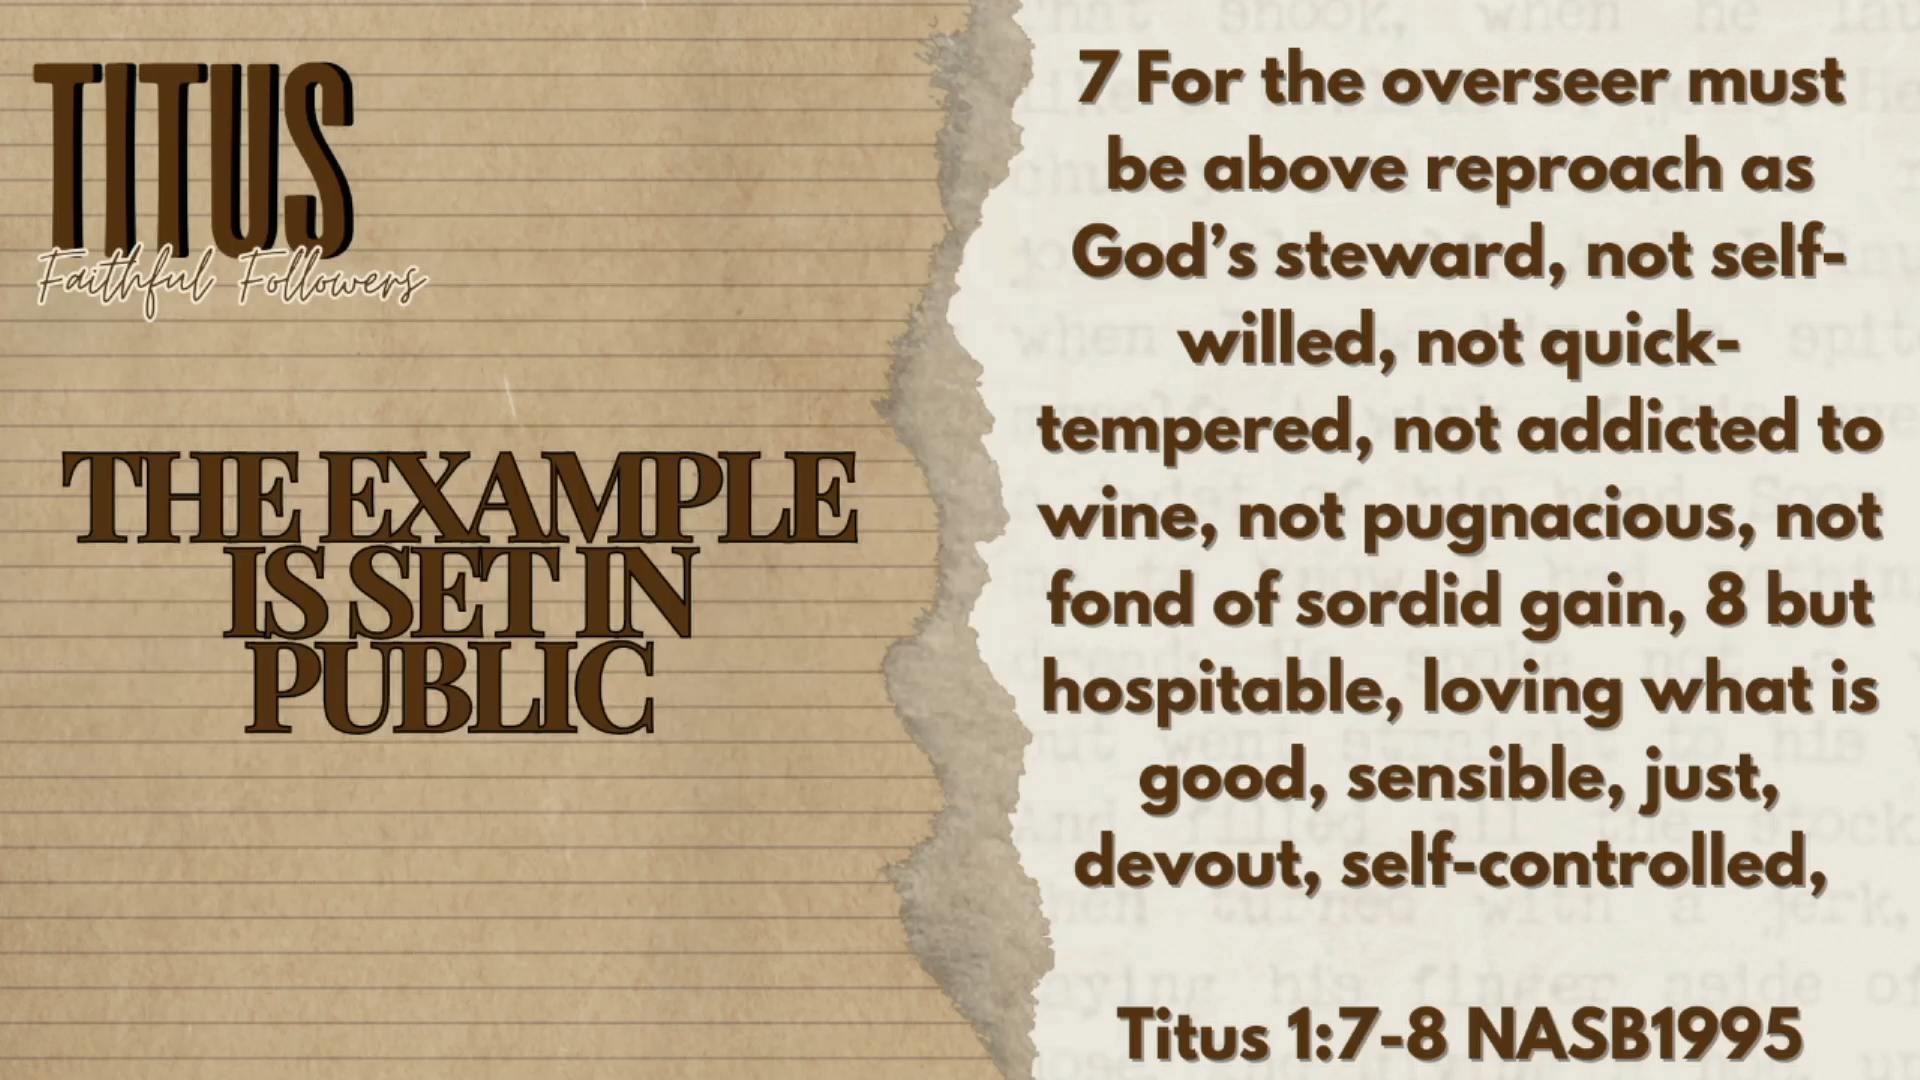 TITUS
Faithful Followers
THE EXAMPLE
IS SET IN
PUBLIC
7 For the overseer must
be above reproach as
God’s steward, not self-
willed, not quick-
tempered, not addicted to
wine, not pugnacious, not
fond of sordid gain, 8 but
hospitable, loving what is
good, sensible, just,
devout, self-controlled,
Titus 1:7-8 NASB1995